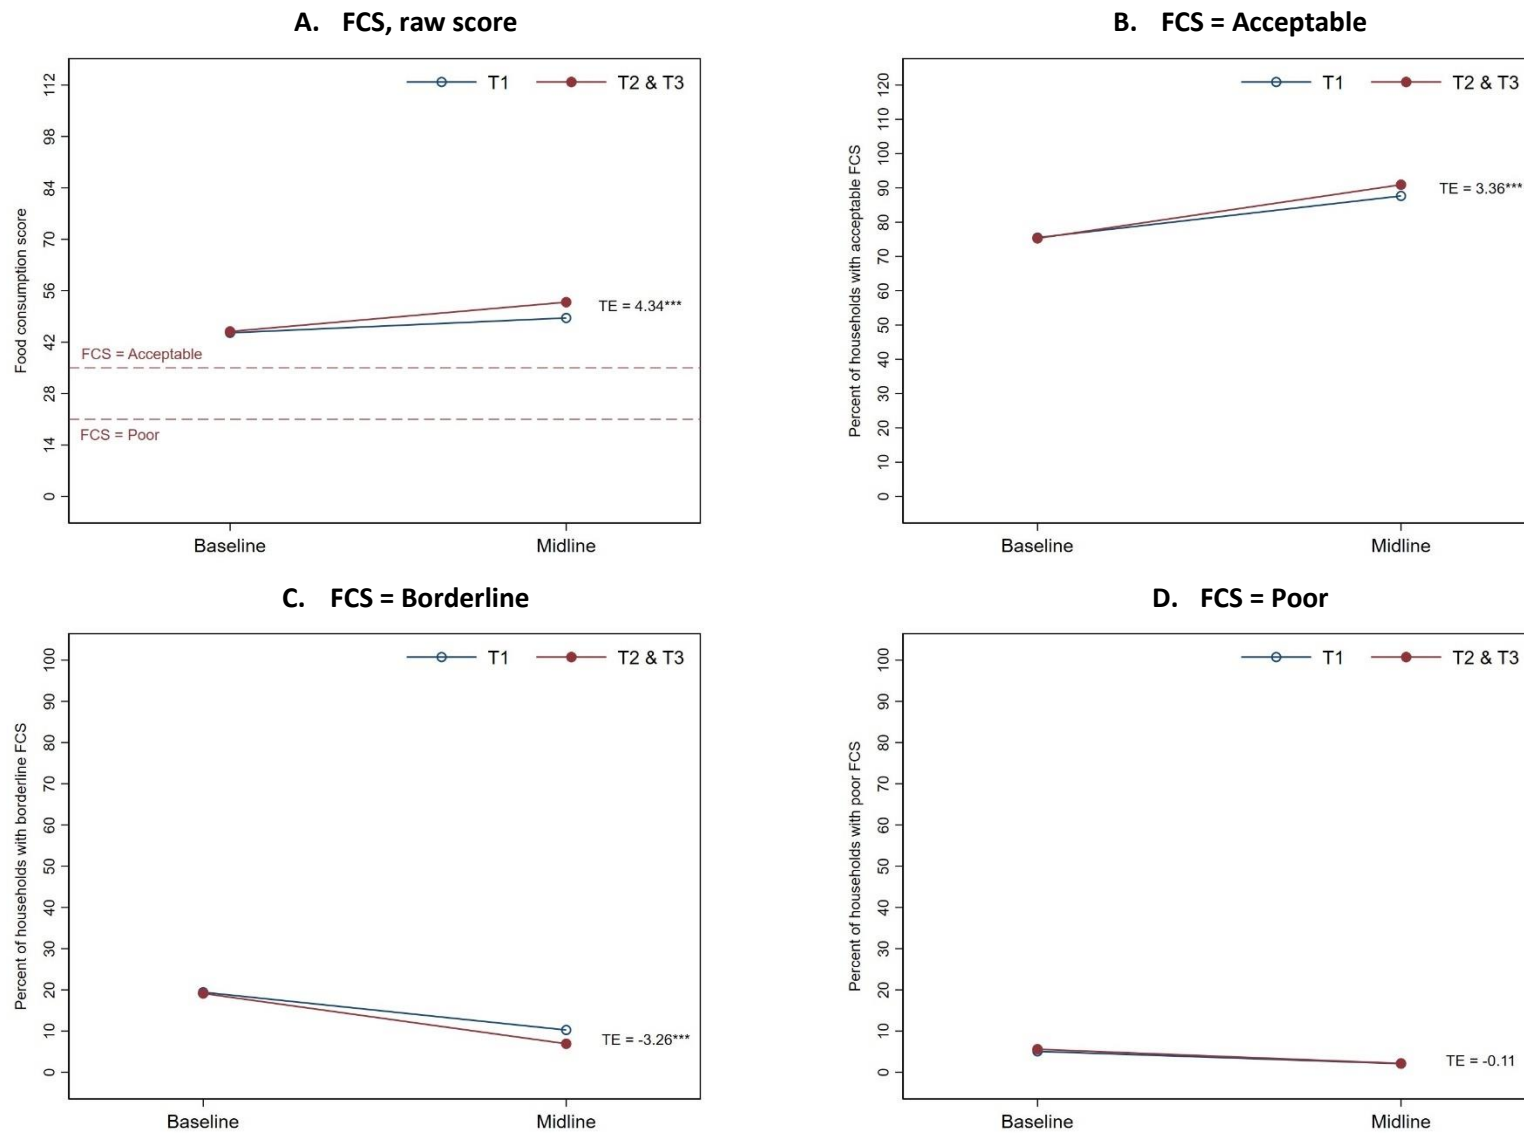 A. FCS, raw score
T1
T2 & T3
Food consumption score
112
98
84
70
56
42
28
14
0
TE = 4.34***
FCS = Acceptable
FCS = Poor
Baseline
Midline
B. FCS = Acceptable
T1
T2 & T3
Percent of households with acceptable FCS
120
110
100
90
80
70
60
50
40
30
20
10
0
TE = 3.36***
Baseline
Midline
C. FCS = Borderline
T1
T2 & T3
Percent of households with borderline FCS
100
90
80
70
60
50
40
30
20
10
0
TE = -3.26***
Baseline
Midline
D. FCS = Poor
T1
T2 & T3
Percent of households with poor FCS
100
90
80
70
60
50
40
30
20
10
0
TE = -0.11
Baseline
Midline